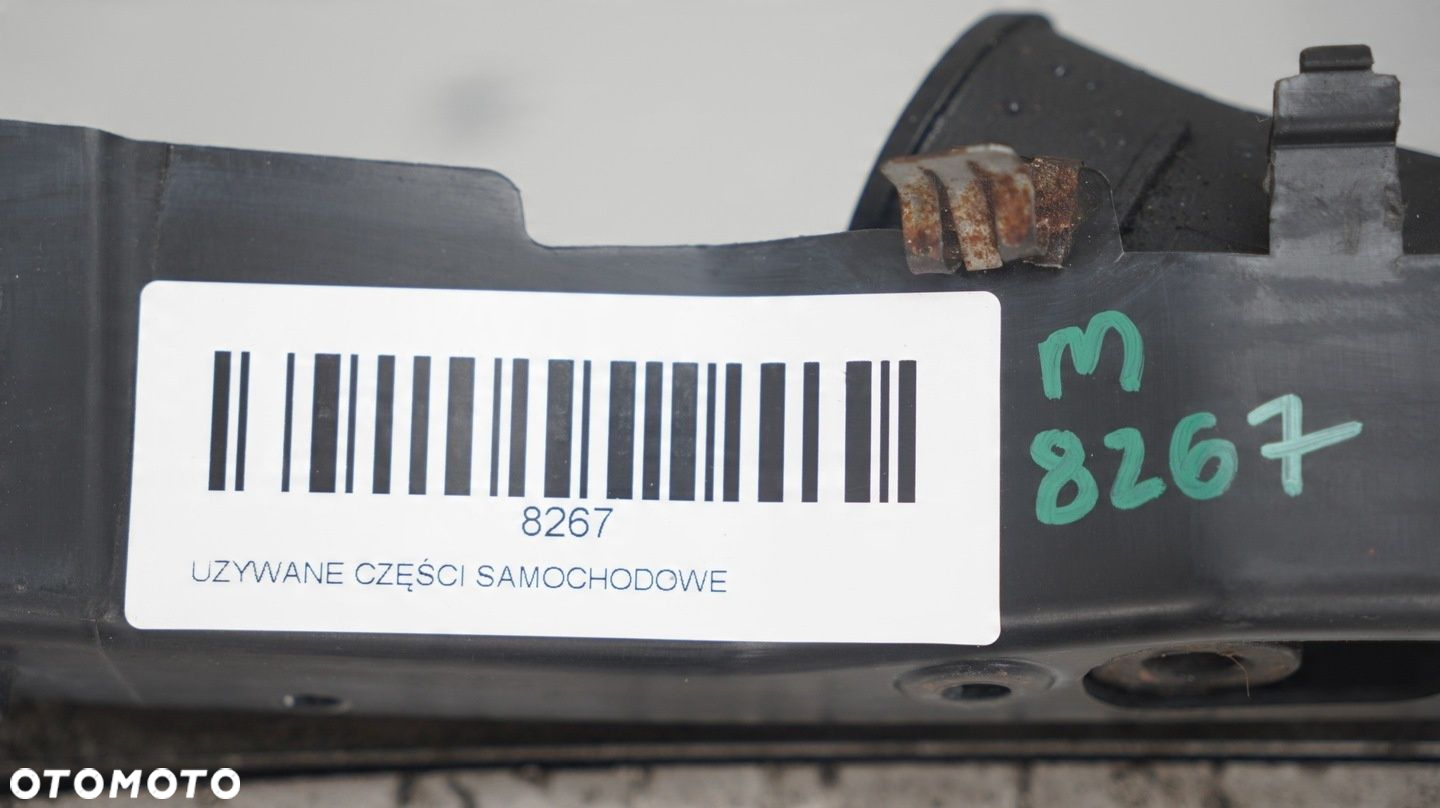 8267
UZYWANE CZĘŚCI SAMOCHODOWE
M
8267
OTOMOTO